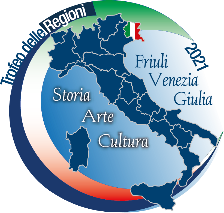 Trofeo delle Regioni
2021
Friuli
Venezia
Giulia
Storia
Arte
Cultura